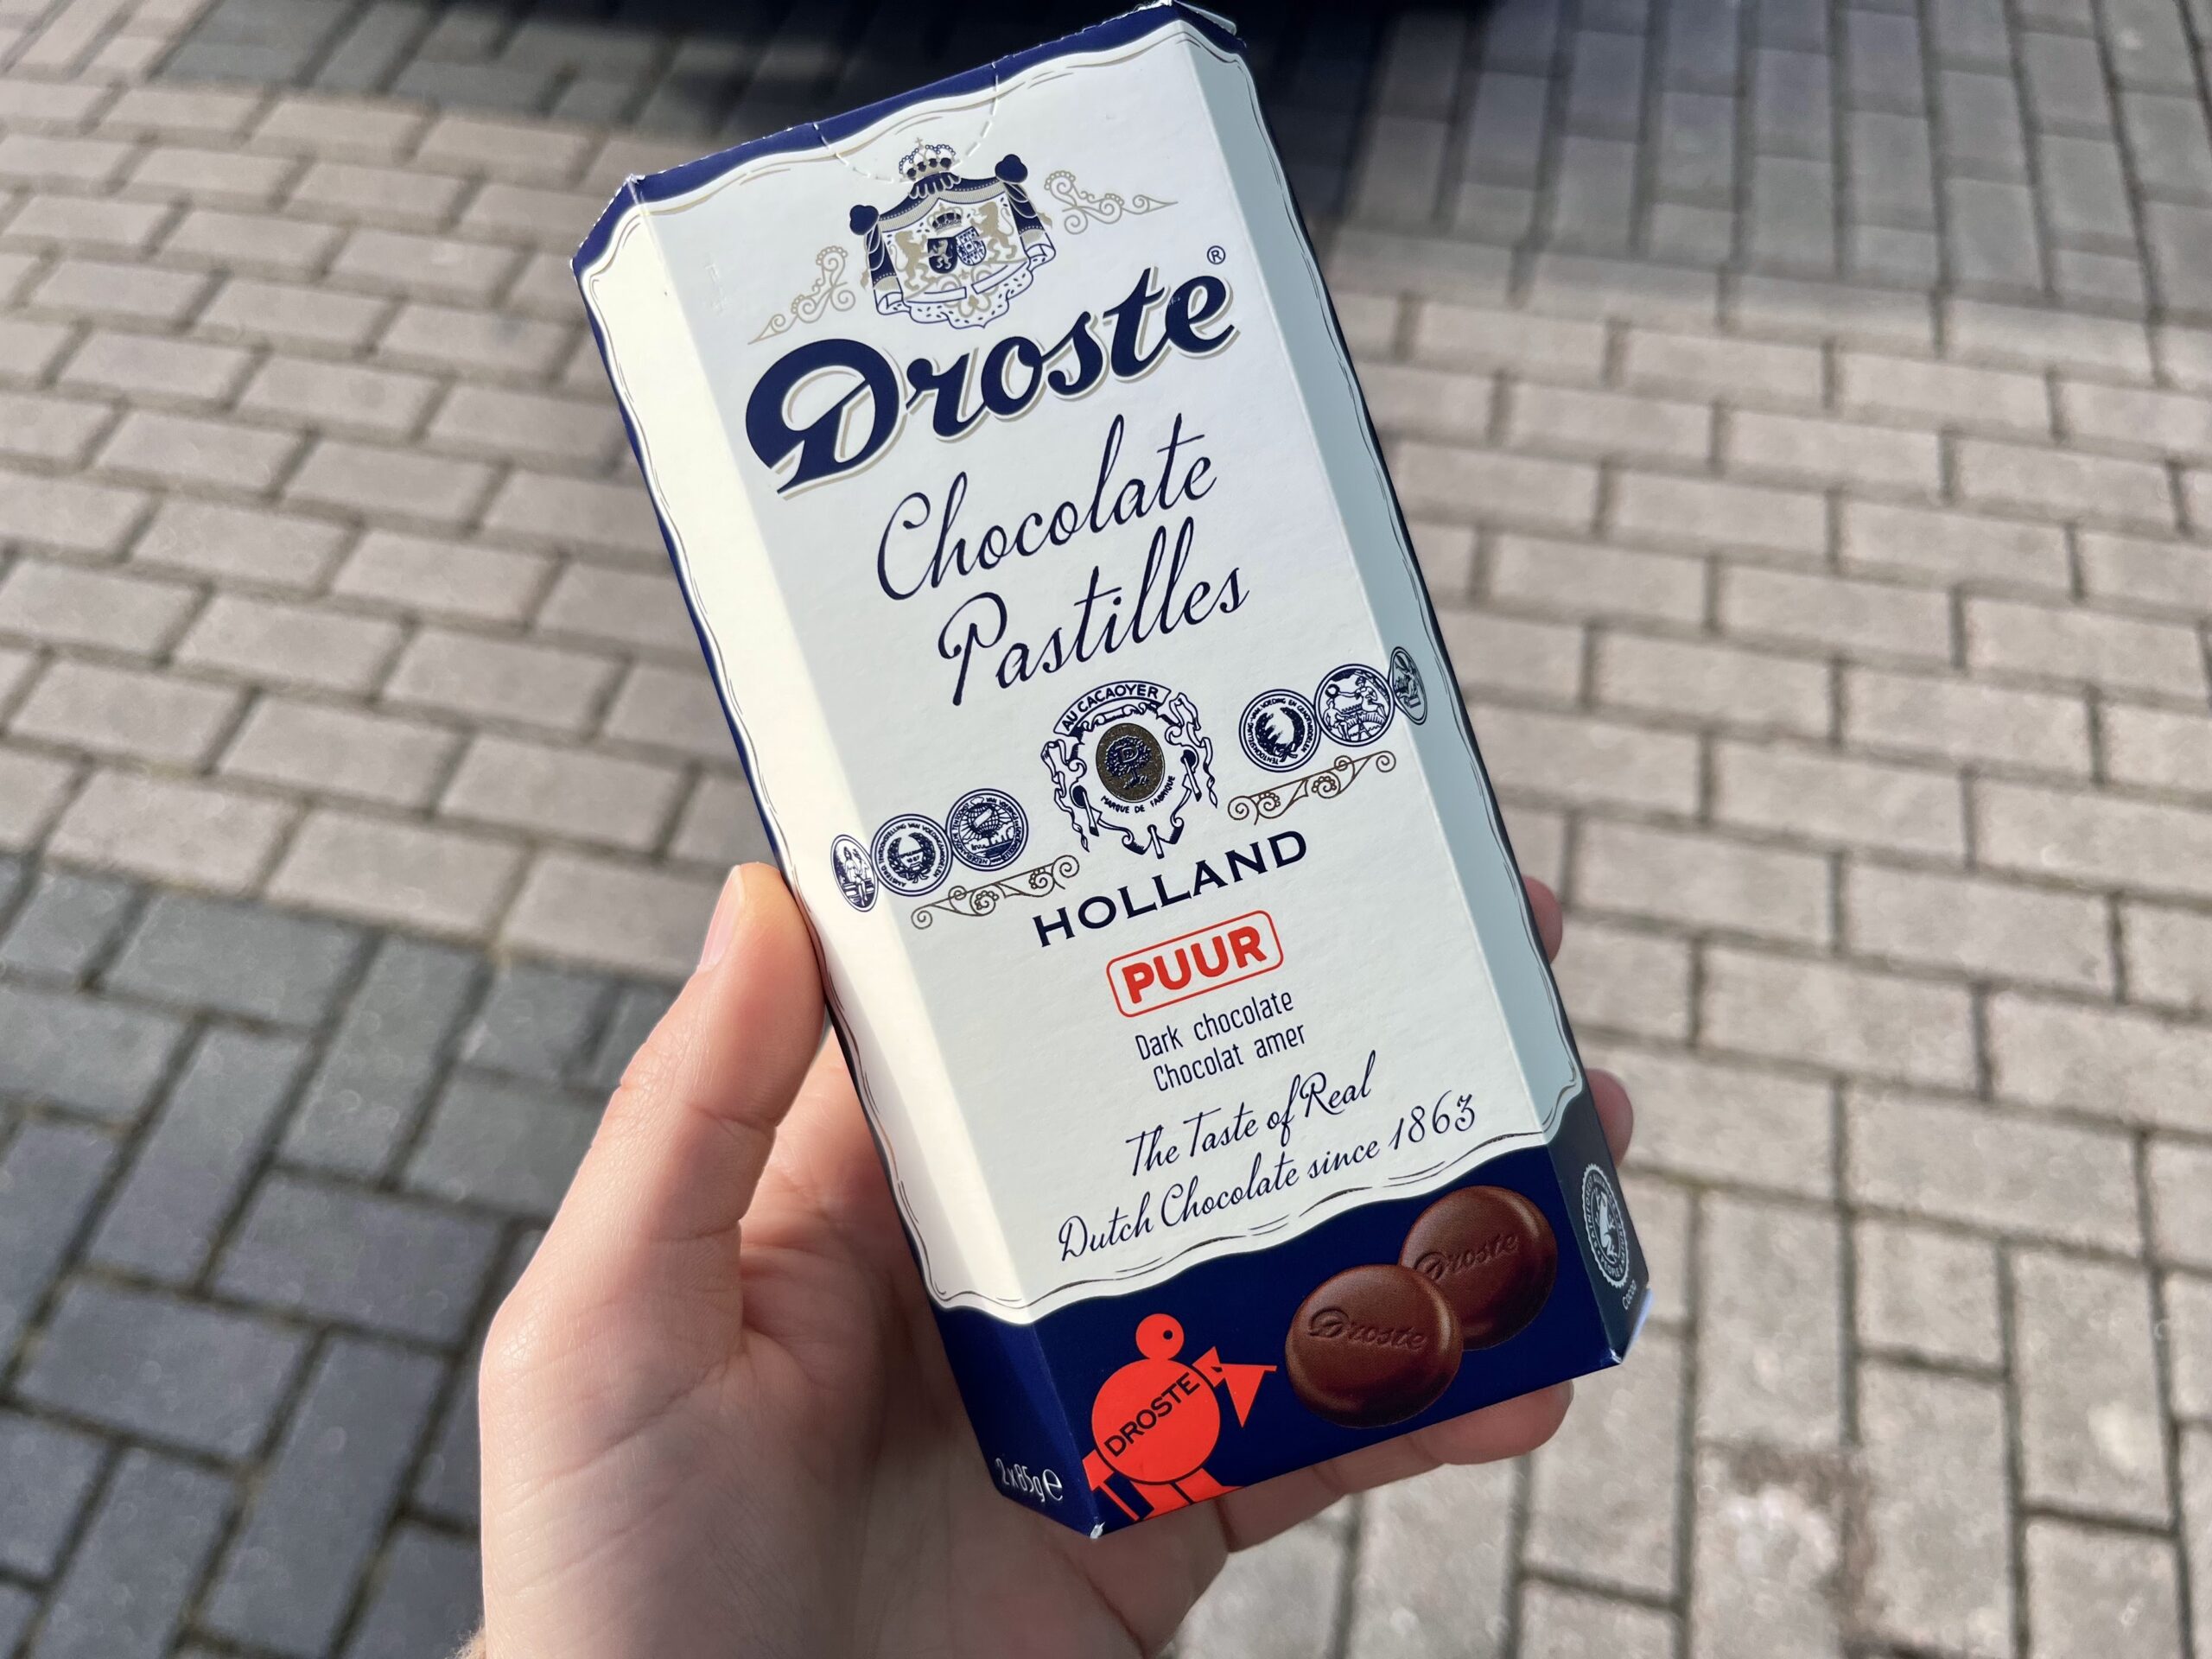 Droste®
Chocolate
Pastilles
AU CACAOYER
D
MARQUE DE FABRIQUE
HOLLAND
PUUR
Dark chocolate
Chocolat amer
The Taste of Real
Dutch Chocolate since 1863
Droste
Droste
DROSTE
2x85g℮
Cocoa